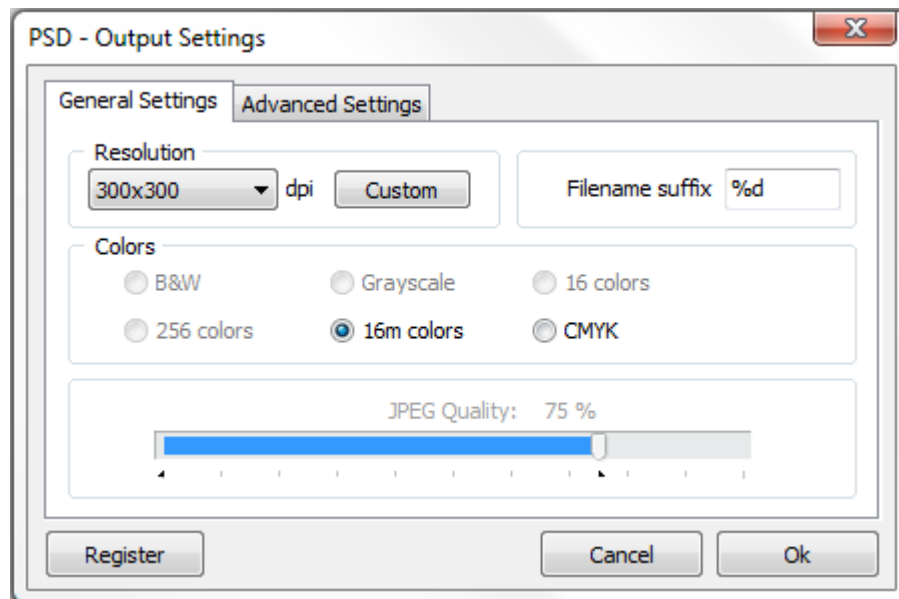 PSD - Output Settings
General Settings
Advanced Settings
Resolution
300x300 dpi Custom
Filename suffix %d
Colors
B&W Grayscale 16 colors
256 colors 16m colors CMYK
JPEG Quality: 75 %
Register Cancel Ok